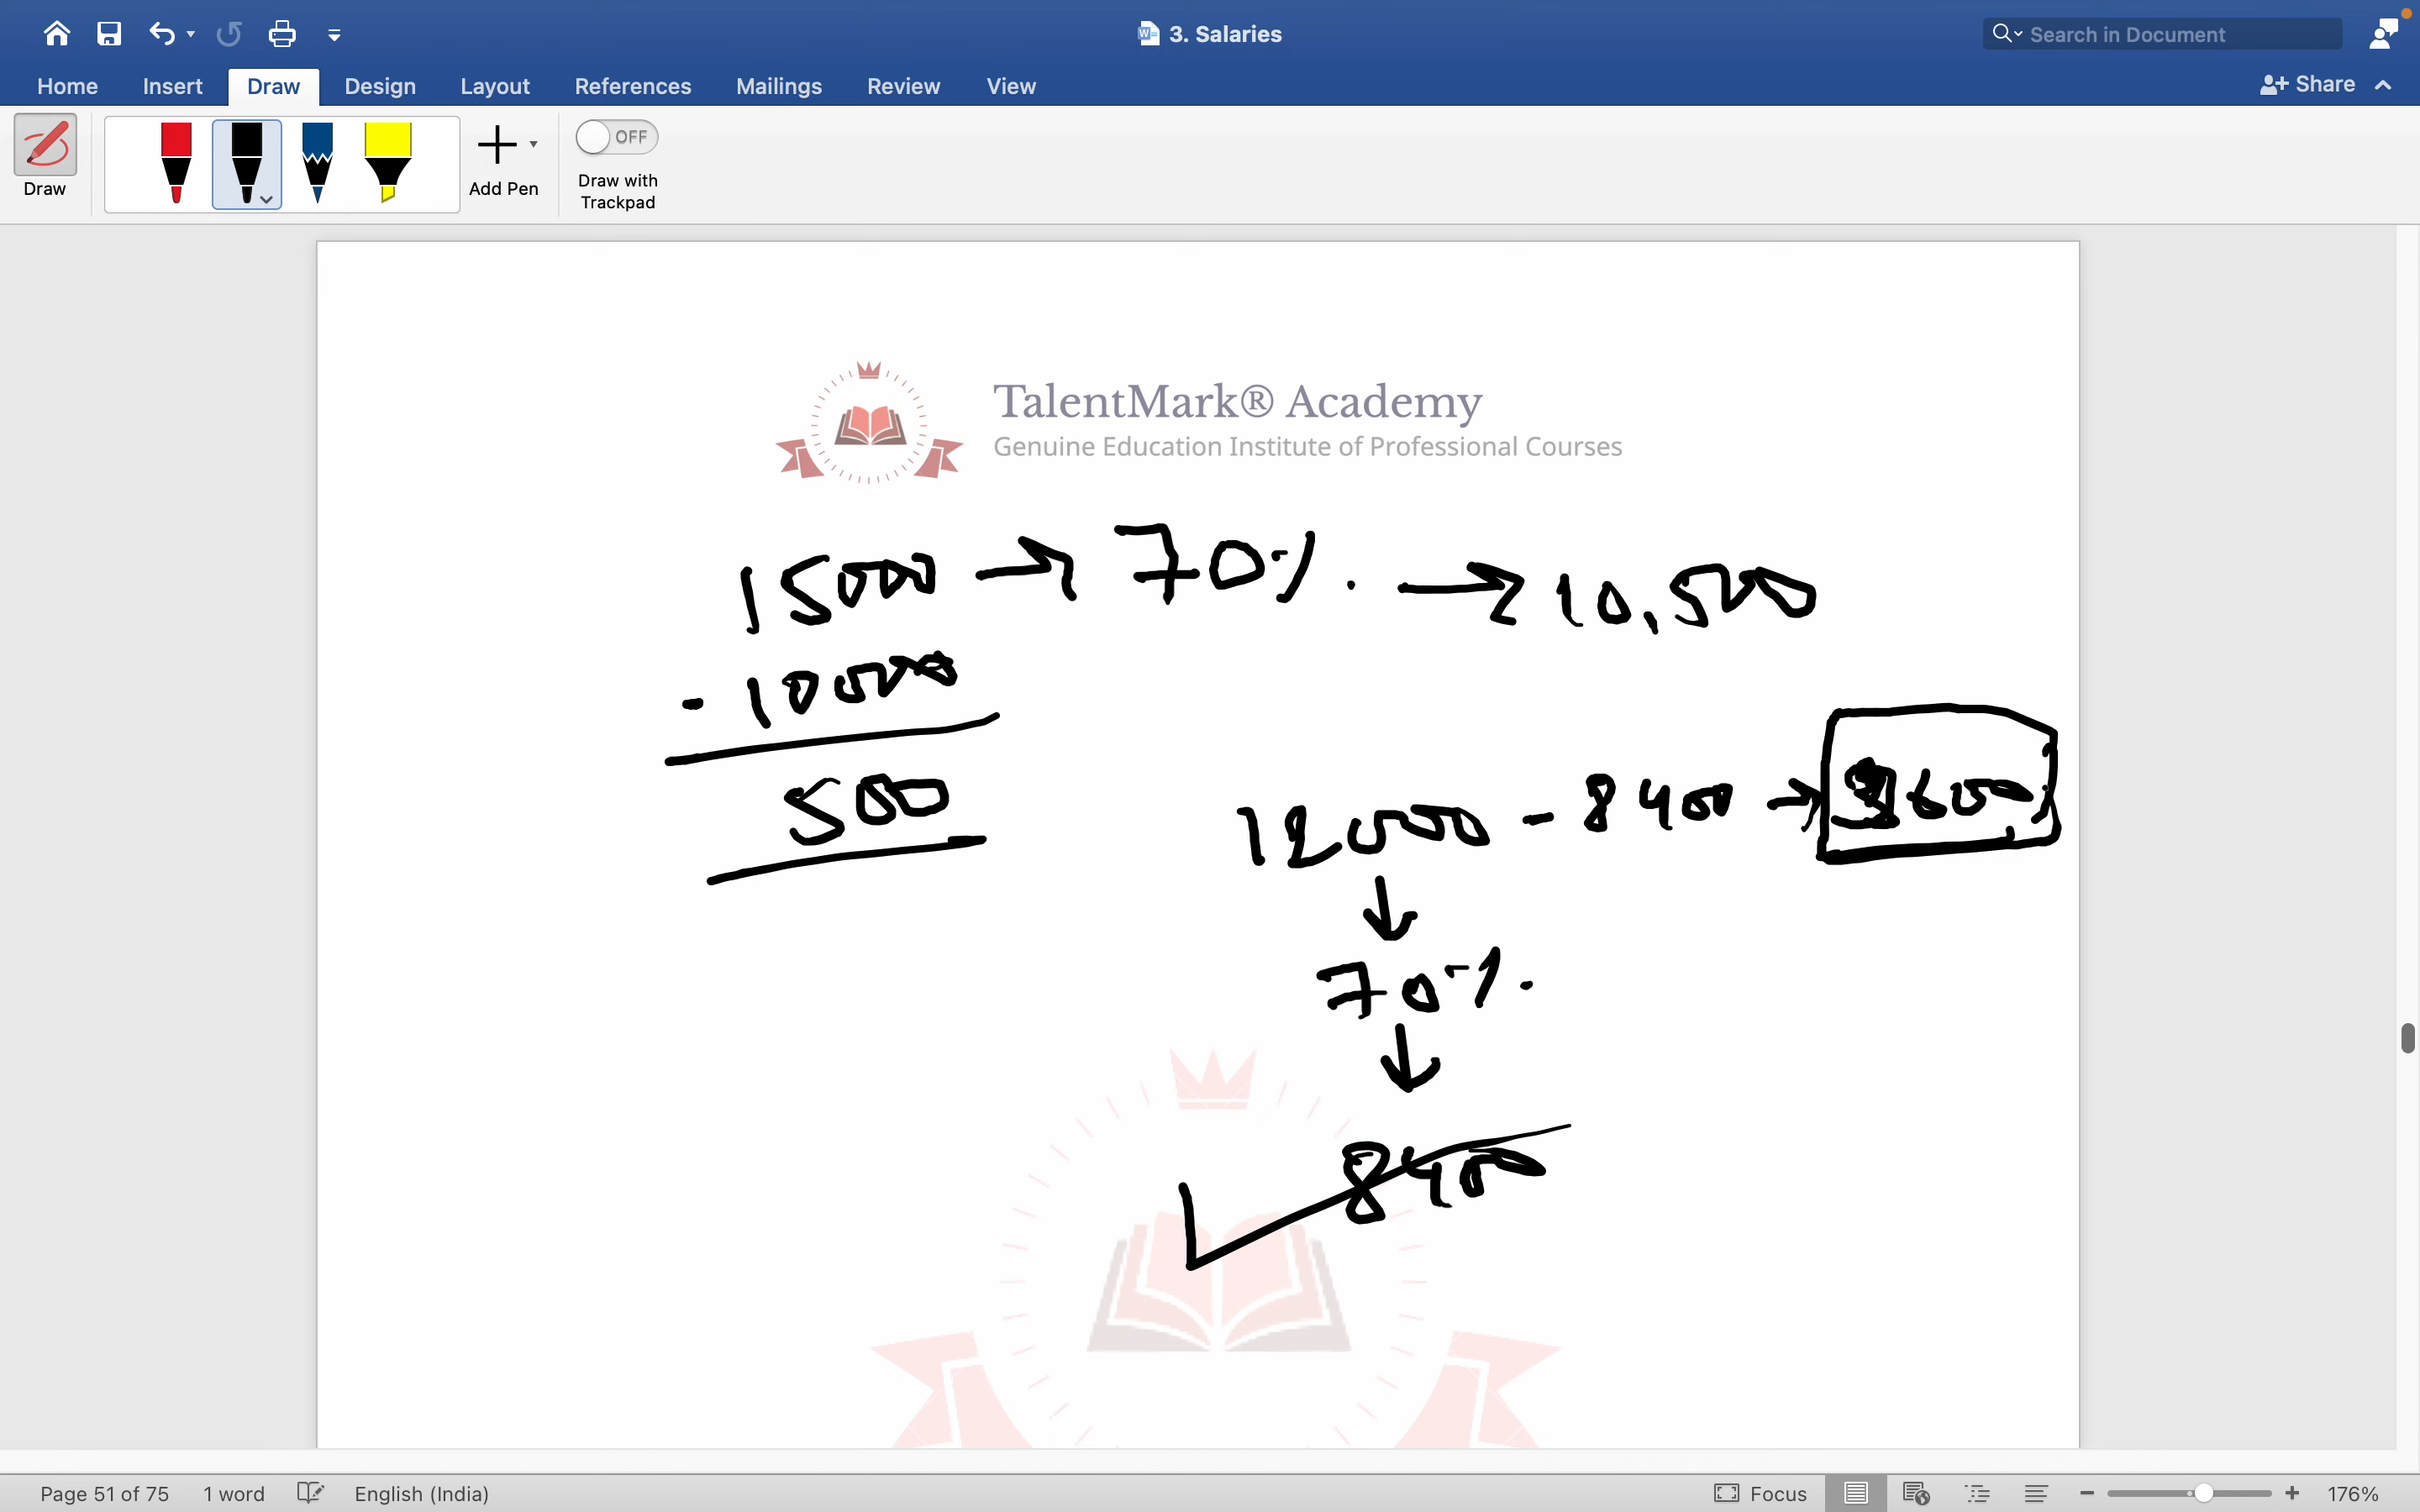 3. Salaries
Search in Document
Home Insert Draw Design Layout References Mailings Review View
Share
Draw
Add Pen
OFF
Draw with
Trackpad
TalentMark® Academy
Genuine Education Institute of Professional Courses
15000 → 70% . → 10,500
- 10000
500
12000 - 8400 → 3600
70%.
8400
Page 51 of 75 1 word English (India) Focus 176%